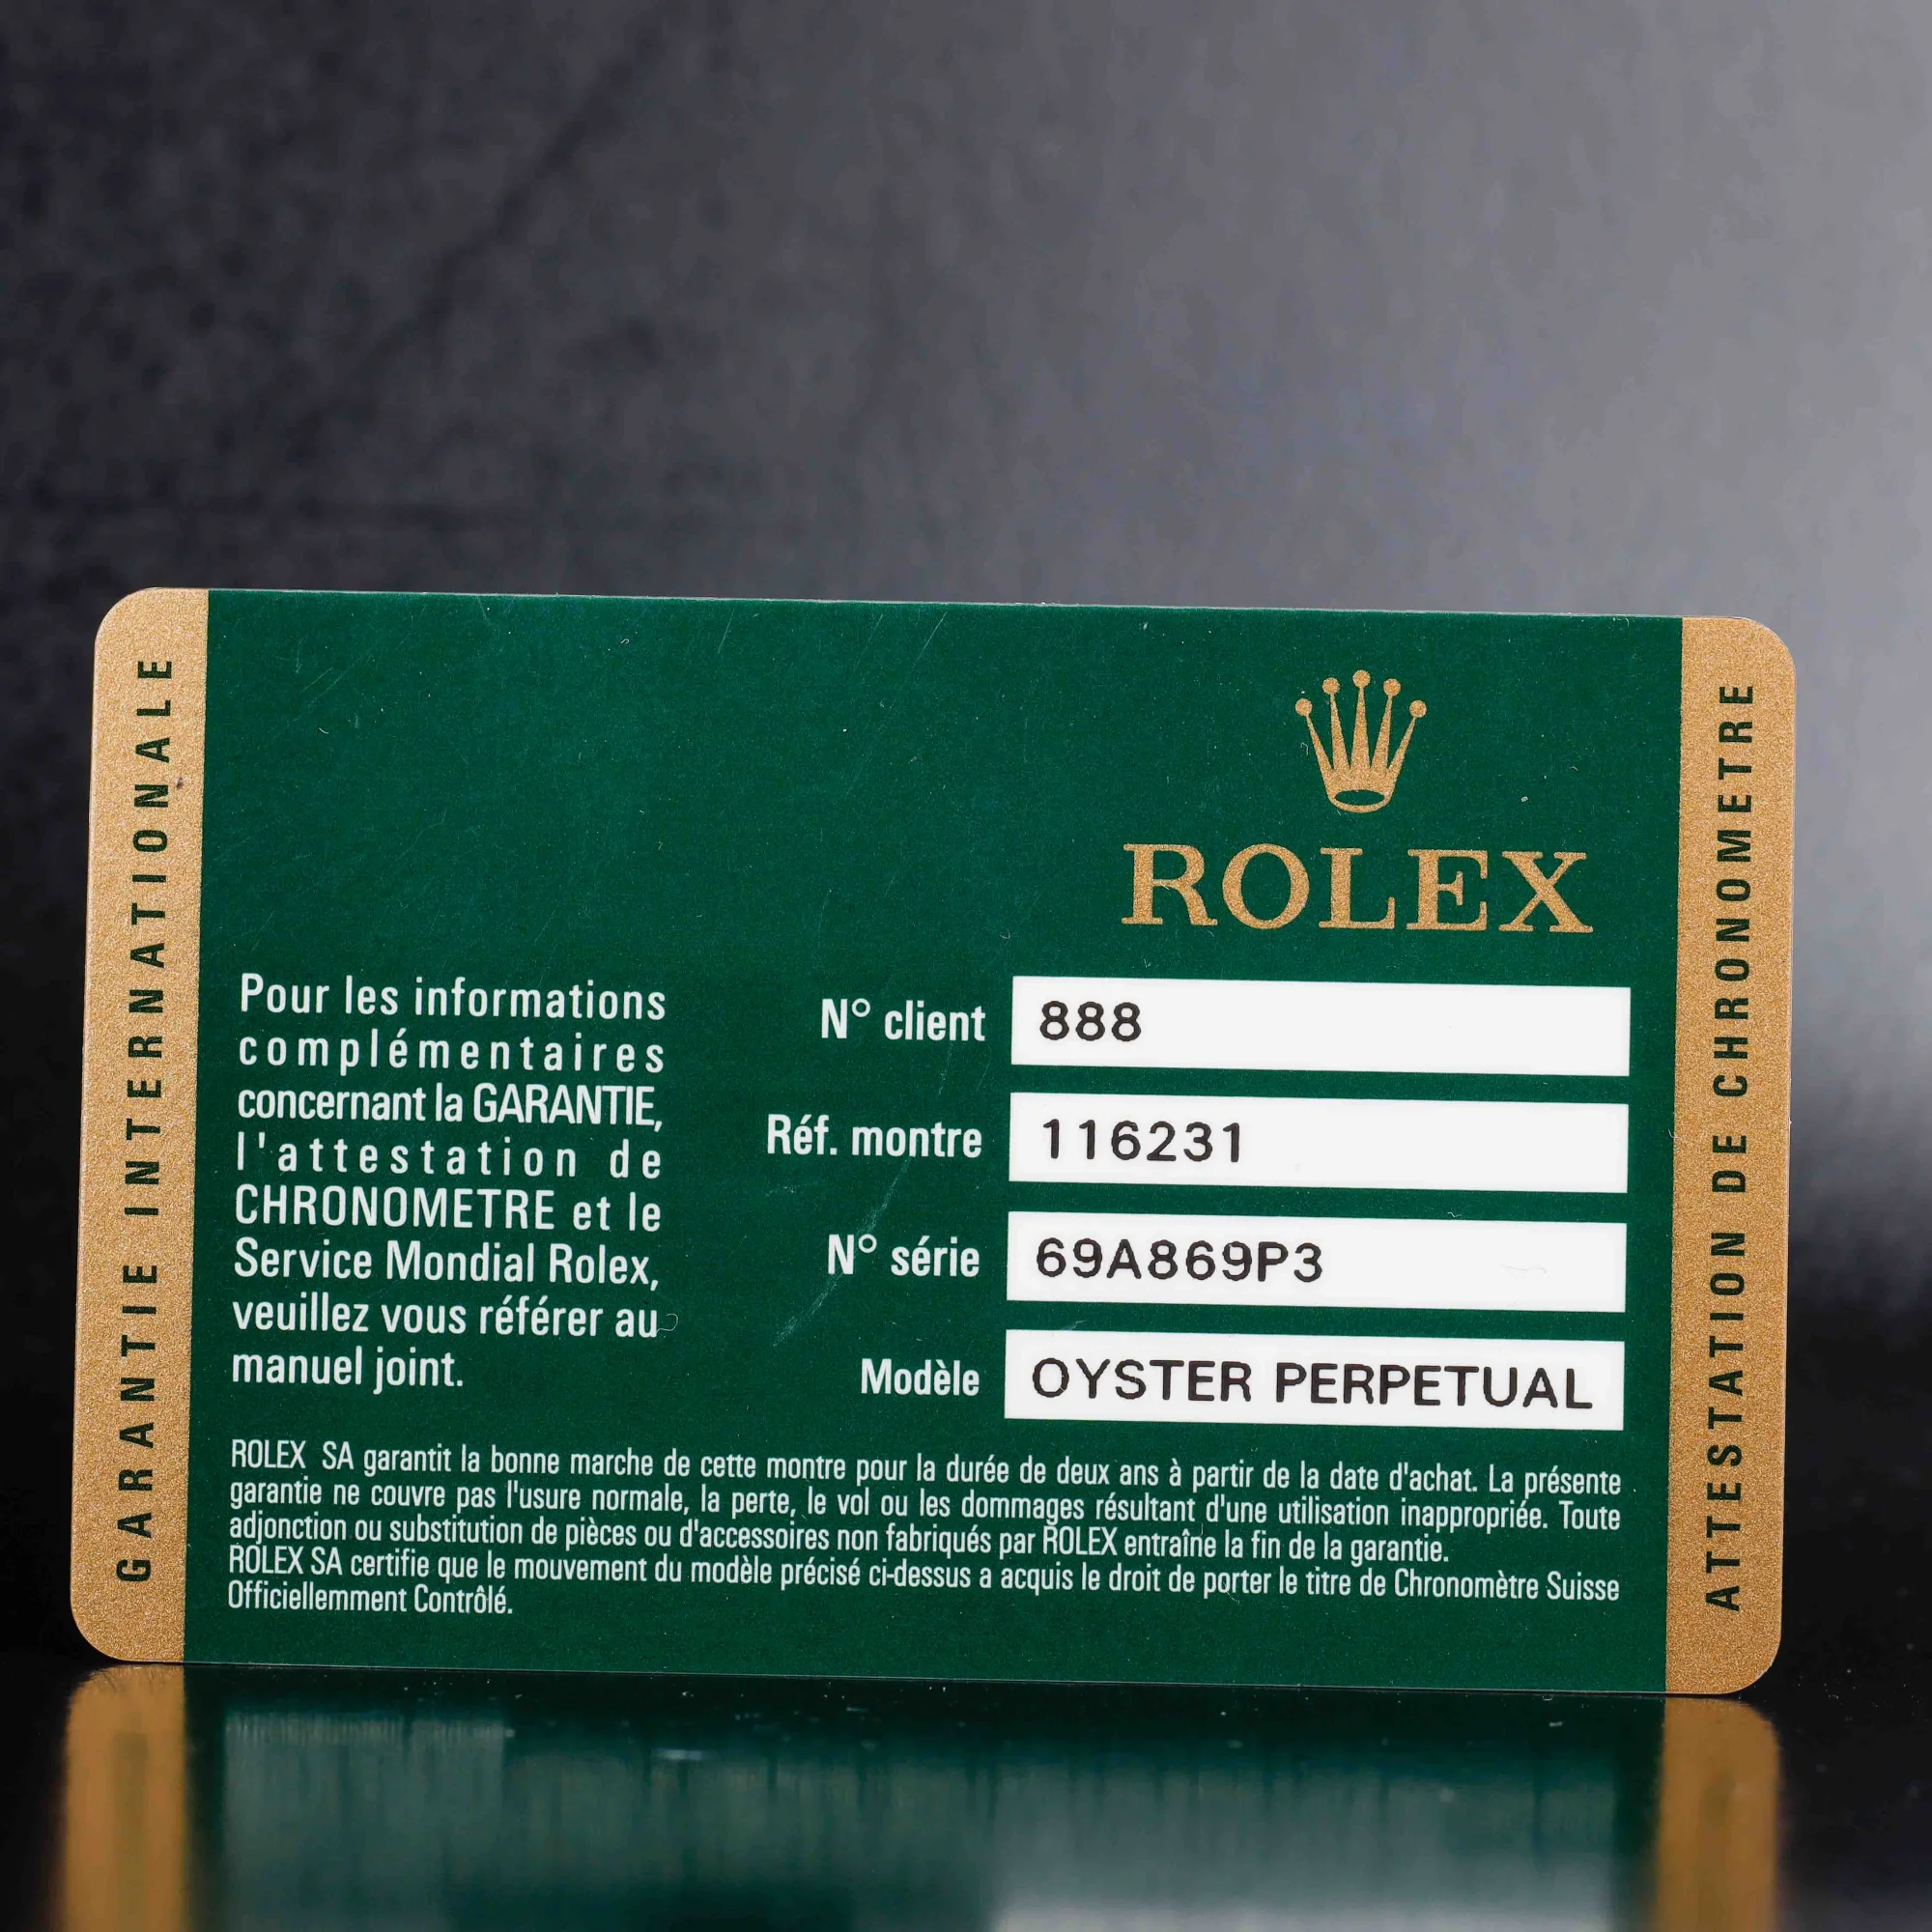 GARANTIE INTERNATIONALE
ROLEX
Pour les informations
complémentaires
concernant la GARANTIE,
l'attestation de
CHRONOMETRE et le
Service Mondial Rolex,
veuillez vous référer au
manuel joint.
N° client 888
Réf. montre 116231
N° série 69A869P3
Modèle OYSTER PERPETUAL
ROLEX SA garantit la bonne marche de cette montre pour la durée de deux ans à partir de la date d'achat. La présente
garantie ne couvre pas l'usure normale, la perte, le vol ou les dommages résultant d'une utilisation inappropriée. Toute
adjonction ou substitution de pièces ou d'accessoires non fabriqués par ROLEX entraîne la fin de la garantie.
ROLEX SA certifie que le mouvement du modèle précisé ci-dessus a acquis le droit de porter le titre de Chronomètre Suisse
Officiellemment Contrôlé.
ATTESTATION DE CHRONOMETRE